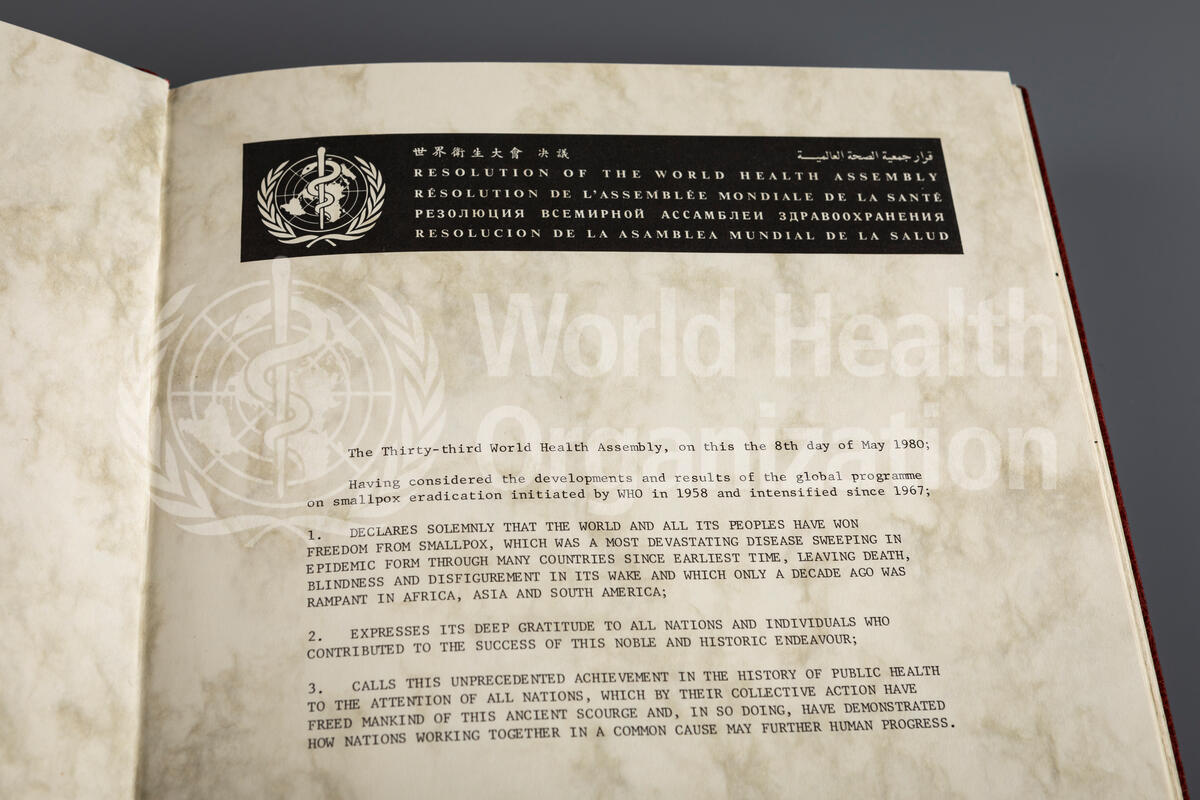 世界衛生大會 决議
قرار جمعية الصحة العالمية
RESOLUTION OF THE WORLD HEALTH ASSEMBLY
RÉSOLUTION DE L'ASSEMBLÉE MONDIALE DE LA SANTÉ
РЕЗОЛЮЦИЯ ВСЕМИРНОЙ АССАМБЛЕИ ЗДРАВООХРАНЕНИЯ
RESOLUCION DE LA ASAMBLEA MUNDIAL DE LA SALUD
World Health
Organization
The Thirty-third World Health Assembly, on this the 8th day of May 1980;
Having considered the developments and results of the global programme
on smallpox eradication initiated by WHO in 1958 and intensified since 1967;
1. DECLARES SOLEMNLY THAT THE WORLD AND ALL ITS PEOPLES HAVE WON
FREEDOM FROM SMALLPOX, WHICH WAS A MOST DEVASTATING DISEASE SWEEPING IN
EPIDEMIC FORM THROUGH MANY COUNTRIES SINCE EARLIEST TIME, LEAVING DEATH,
BLINDNESS AND DISFIGUREMENT IN ITS WAKE AND WHICH ONLY A DECADE AGO WAS
RAMPANT IN AFRICA, ASIA AND SOUTH AMERICA;
2. EXPRESSES ITS DEEP GRATITUDE TO ALL NATIONS AND INDIVIDUALS WHO
CONTRIBUTED TO THE SUCCESS OF THIS NOBLE AND HISTORIC ENDEAVOUR;
3. CALLS THIS UNPRECEDENTED ACHIEVEMENT IN THE HISTORY OF PUBLIC HEALTH
TO THE ATTENTION OF ALL NATIONS, WHICH BY THEIR COLLECTIVE ACTION HAVE
FREED MANKIND OF THIS ANCIENT SCOURGE AND, IN SO DOING, HAVE DEMONSTRATED
HOW NATIONS WORKING TOGETHER IN A COMMON CAUSE MAY FURTHER HUMAN PROGRESS.